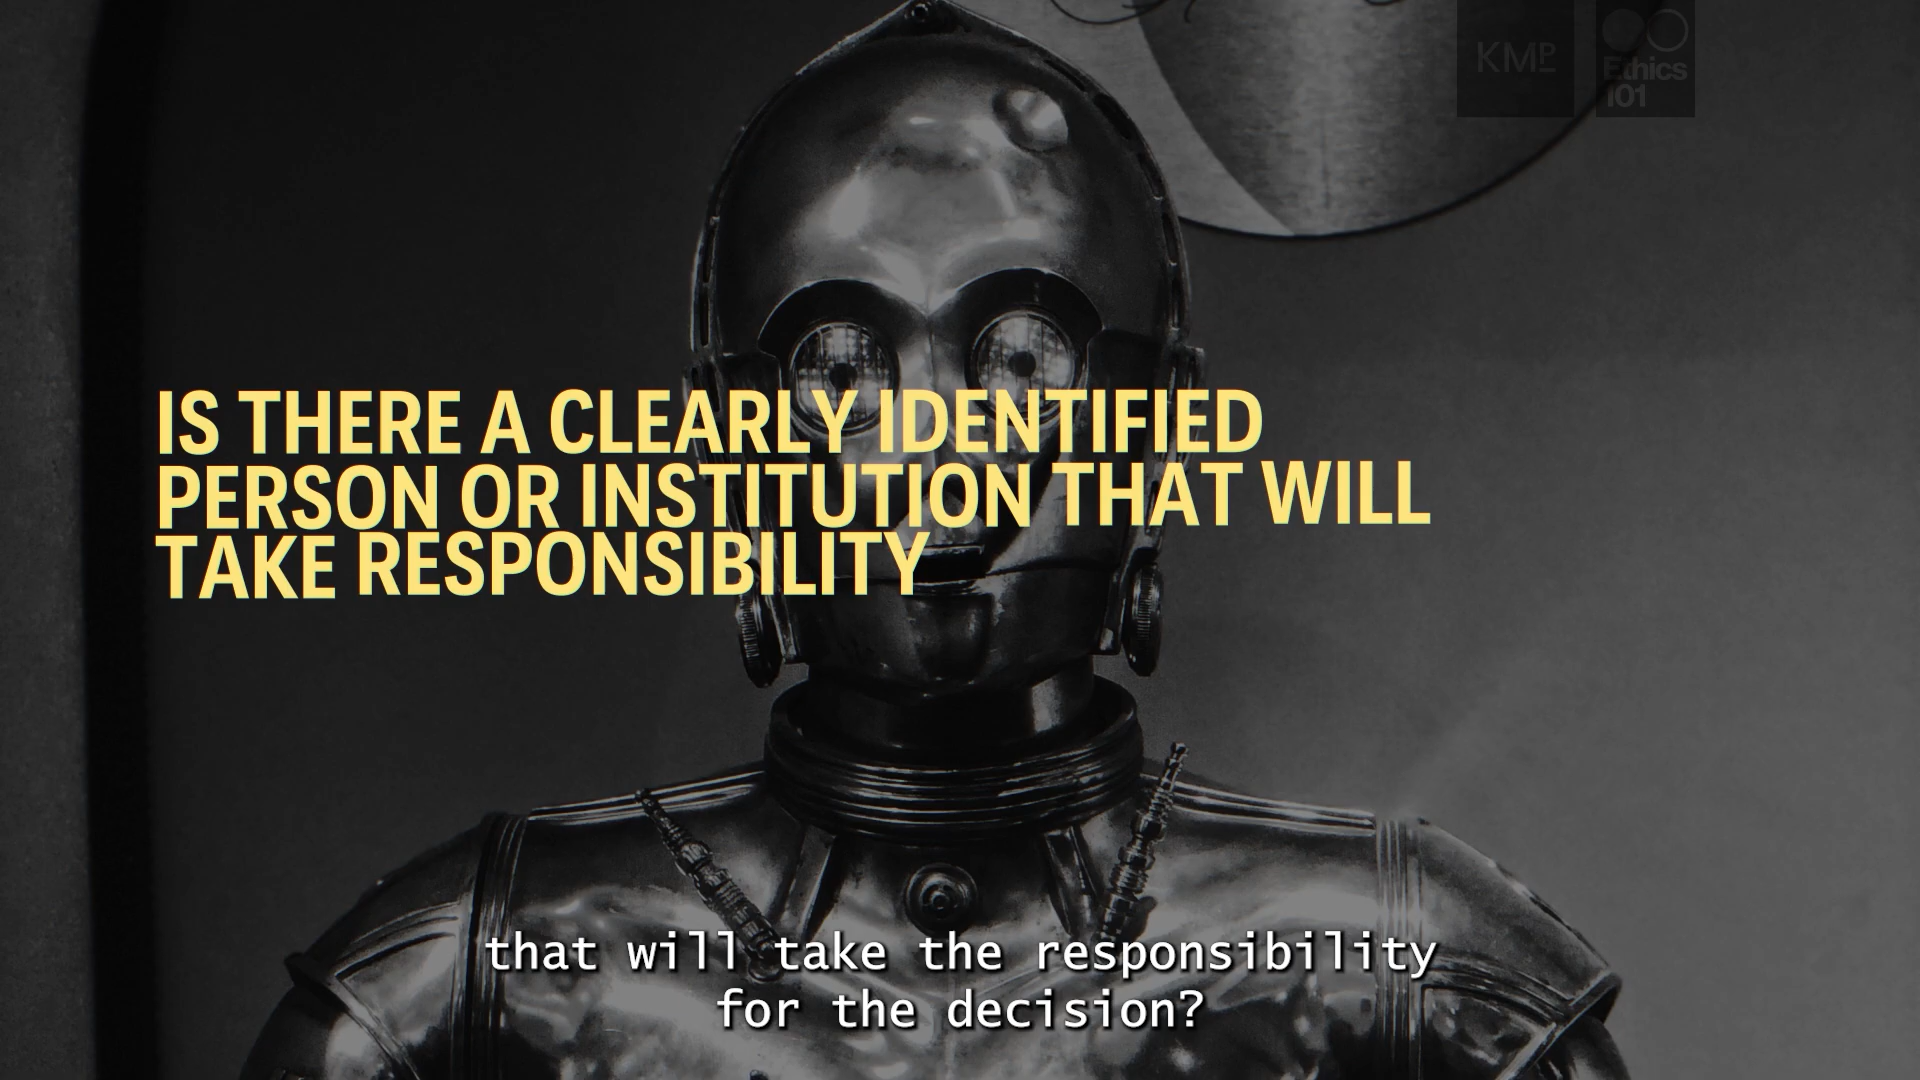 KMP
Ethics
101
IS THERE A CLEARLY IDENTIFIED
PERSON OR INSTITUTION THAT WILL
TAKE RESPONSIBILITY
that will take the responsibility
for the decision?